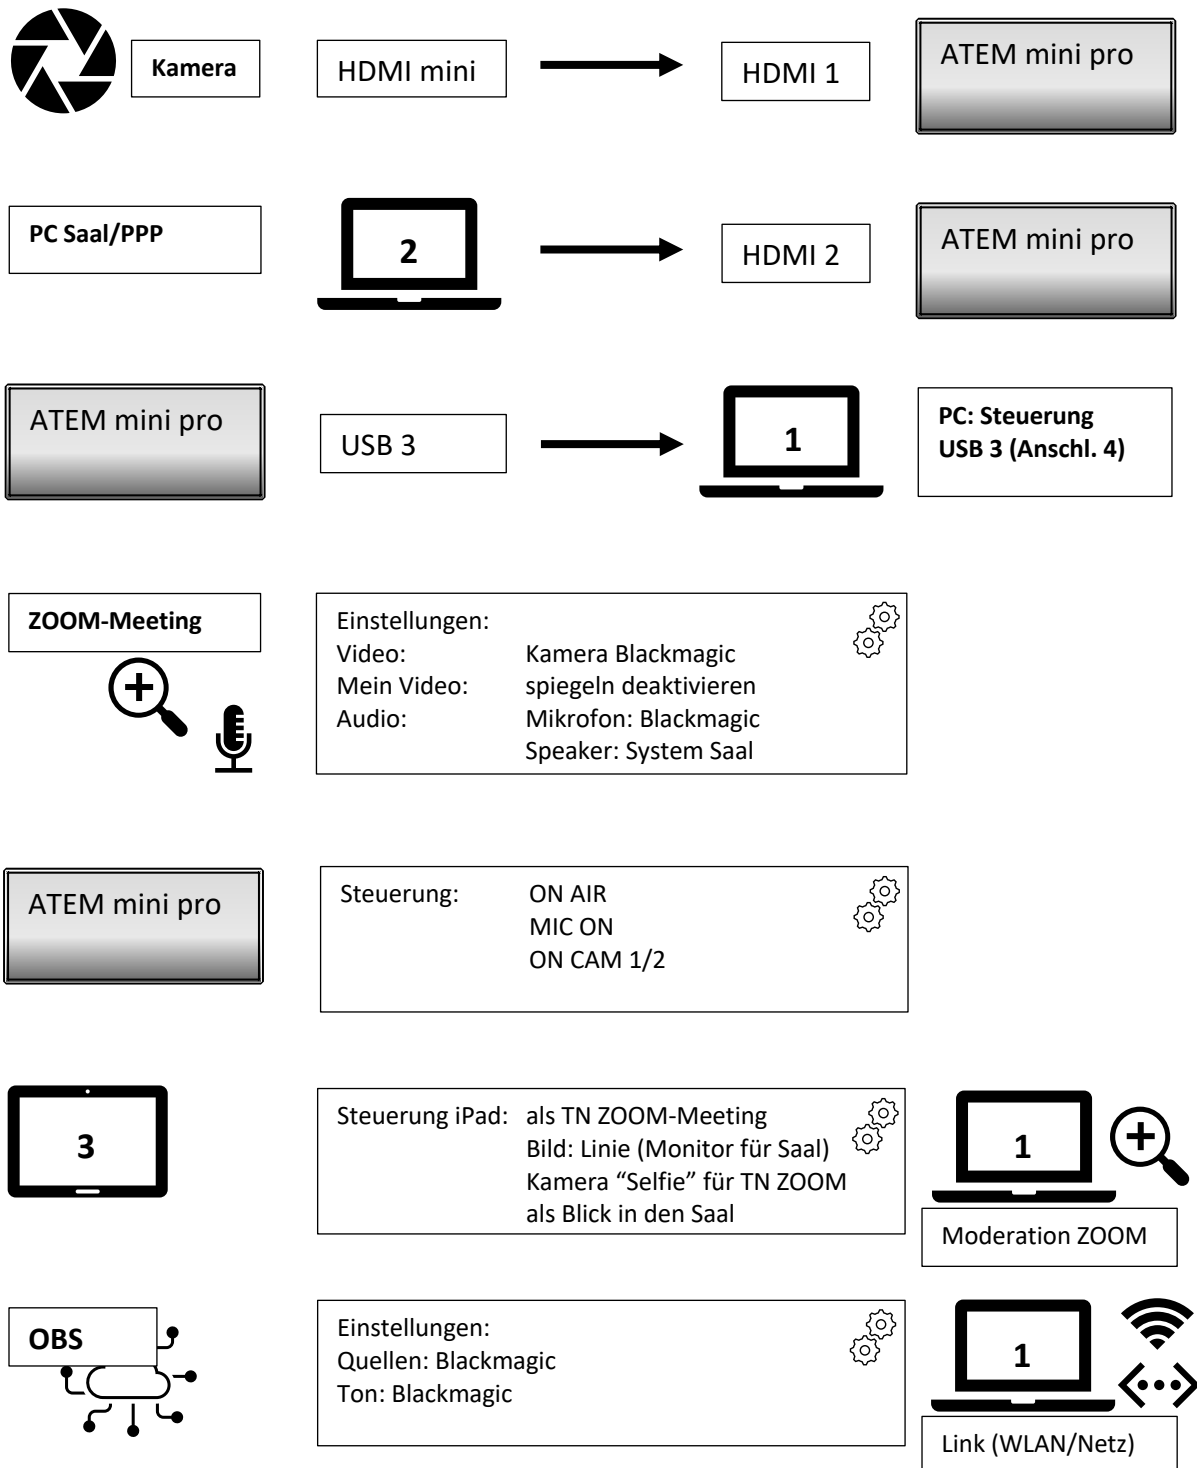 Kamera
HDMI mini
HDMI 1
ATEM mini pro
PC Saal/PPP
2
HDMI 2
ATEM mini pro
ATEM mini pro
USB 3
1
PC: Steuerung
USB 3 (Anschl. 4)
ZOOM-Meeting
Einstellungen:
Video: Kamera Blackmagic
Mein Video: spiegeln deaktivieren
Audio: Mikrofon: Blackmagic
Speaker: System Saal
ATEM mini pro
Steuerung: ON AIR
MIC ON
ON CAM 1/2
3
Steuerung iPad: als TN ZOOM-Meeting
Bild: Linie (Monitor für Saal)
Kamera “Selfie” für TN ZOOM
als Blick in den Saal
1
Moderation ZOOM
OBS
Einstellungen:
Quellen: Blackmagic
Ton: Blackmagic
1
Link (WLAN/Netz)